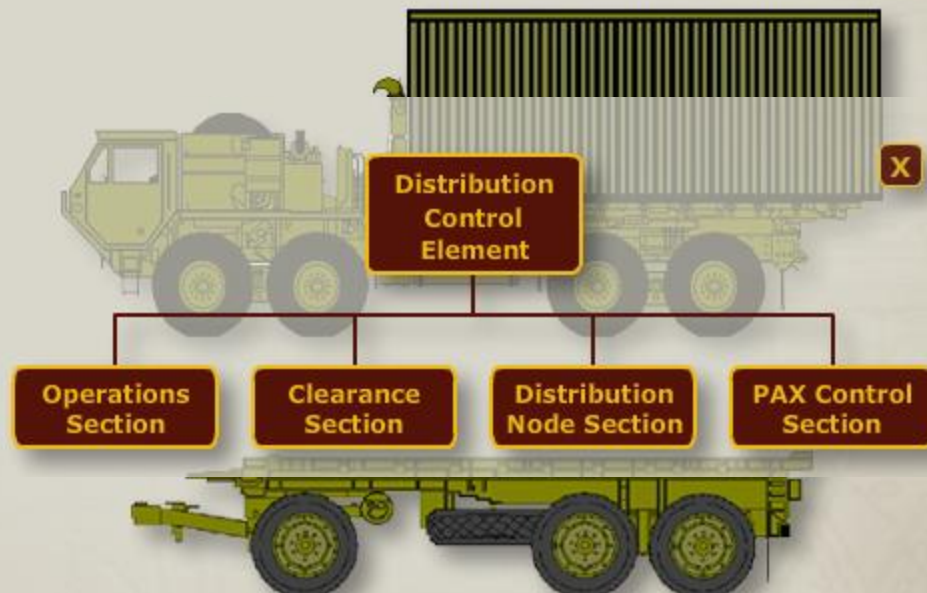 Distribution
Control
Element
X
Operations
Section
Clearance
Section
Distribution
Node Section
PAX Control
Section